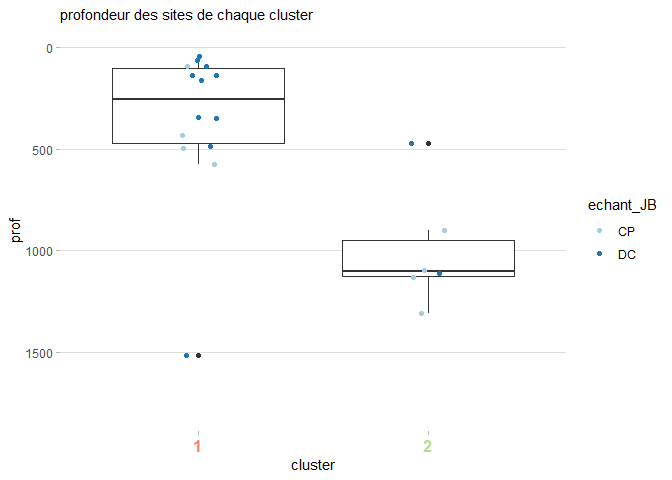 profondeur des sites de chaque cluster
0
500
1000
1500
prof
1
2
cluster
echant_JB
CP
DC